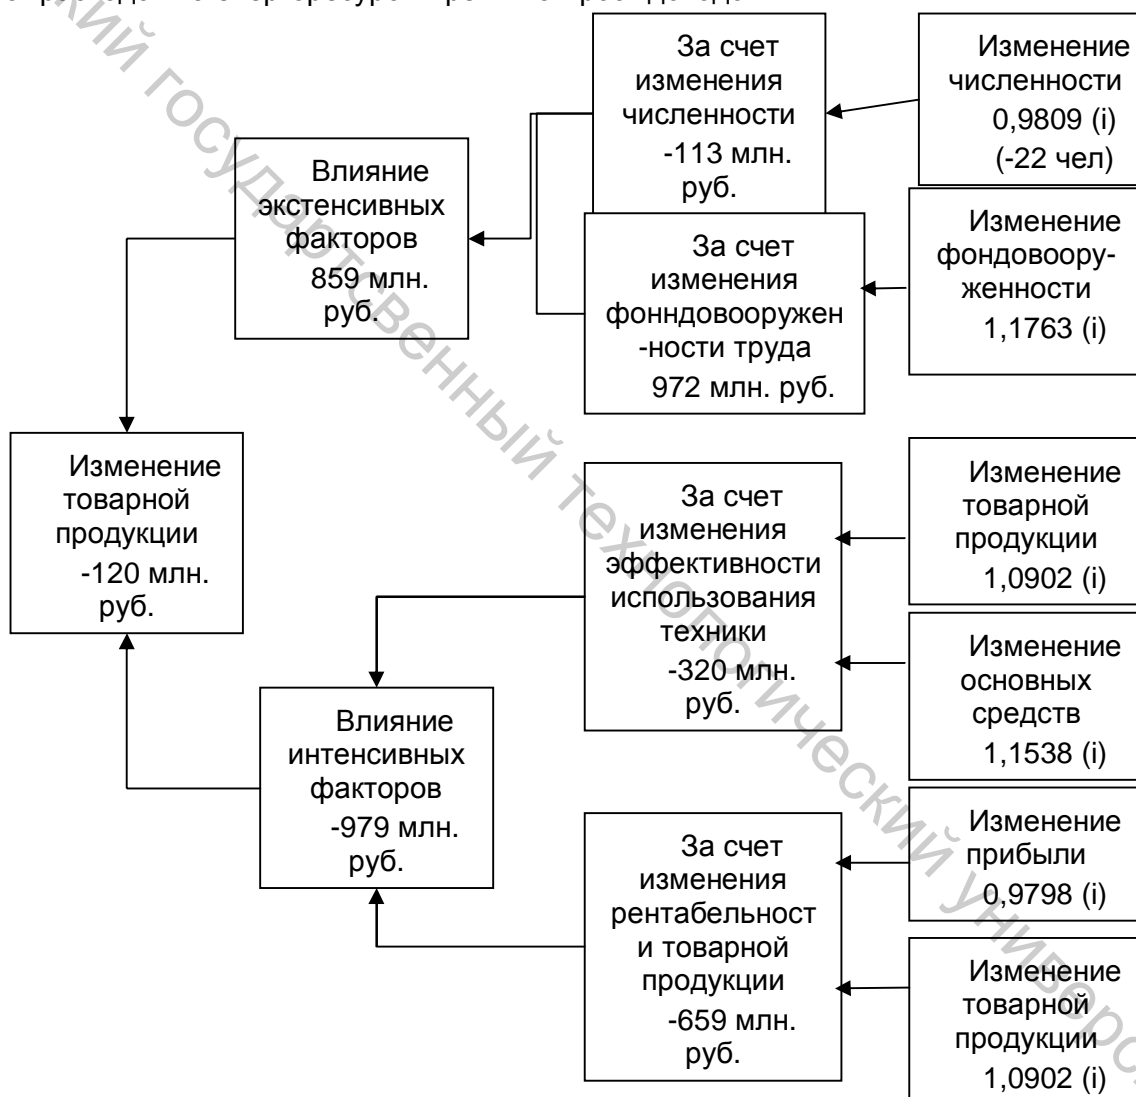 За счет
изменения
численности
-113 млн.
руб.
Изменение
численности
0,9809 (i)
(-22 чел)
Влияние
экстенсивных
факторов
859 млн.
руб.
За счет
изменения
фонндовооружен
-ности труда
972 млн. руб.
Изменение
фондовоору-
женности
1,1763 (i)
Изменение
товарной
продукции
-120 млн.
руб.
За счет
изменения
эффективности
использования
техники
-320 млн.
руб.
Изменение
товарной
продукции
1,0902 (i)
Изменение
основных
средств
1,1538 (i)
Влияние
интенсивных
факторов
-979 млн.
руб.
За счет
изменения
рентабельност
и товарной
продукции
-659 млн.
руб.
Изменение
прибыли
0,9798 (i)
Изменение
товарной
продукции
1,0902 (i)
государтсвенный технологический